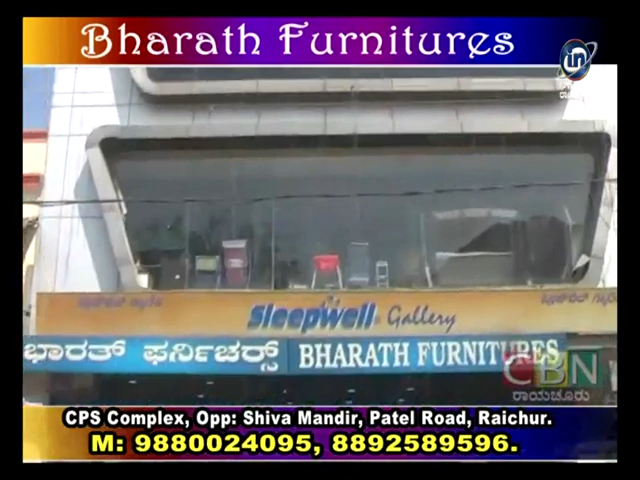 Bharath Furnitures
in
Sleepwell Gallery
ಭಾರತ್ ಫರ್ನಿಚರ್ಸ್ BHARATH FURNITURES
CBN
ರಾಯಚೂರು
CPS Complex, Opp: Shiva Mandir, Patel Road, Raichur.
M: 9880024095, 8892589596.